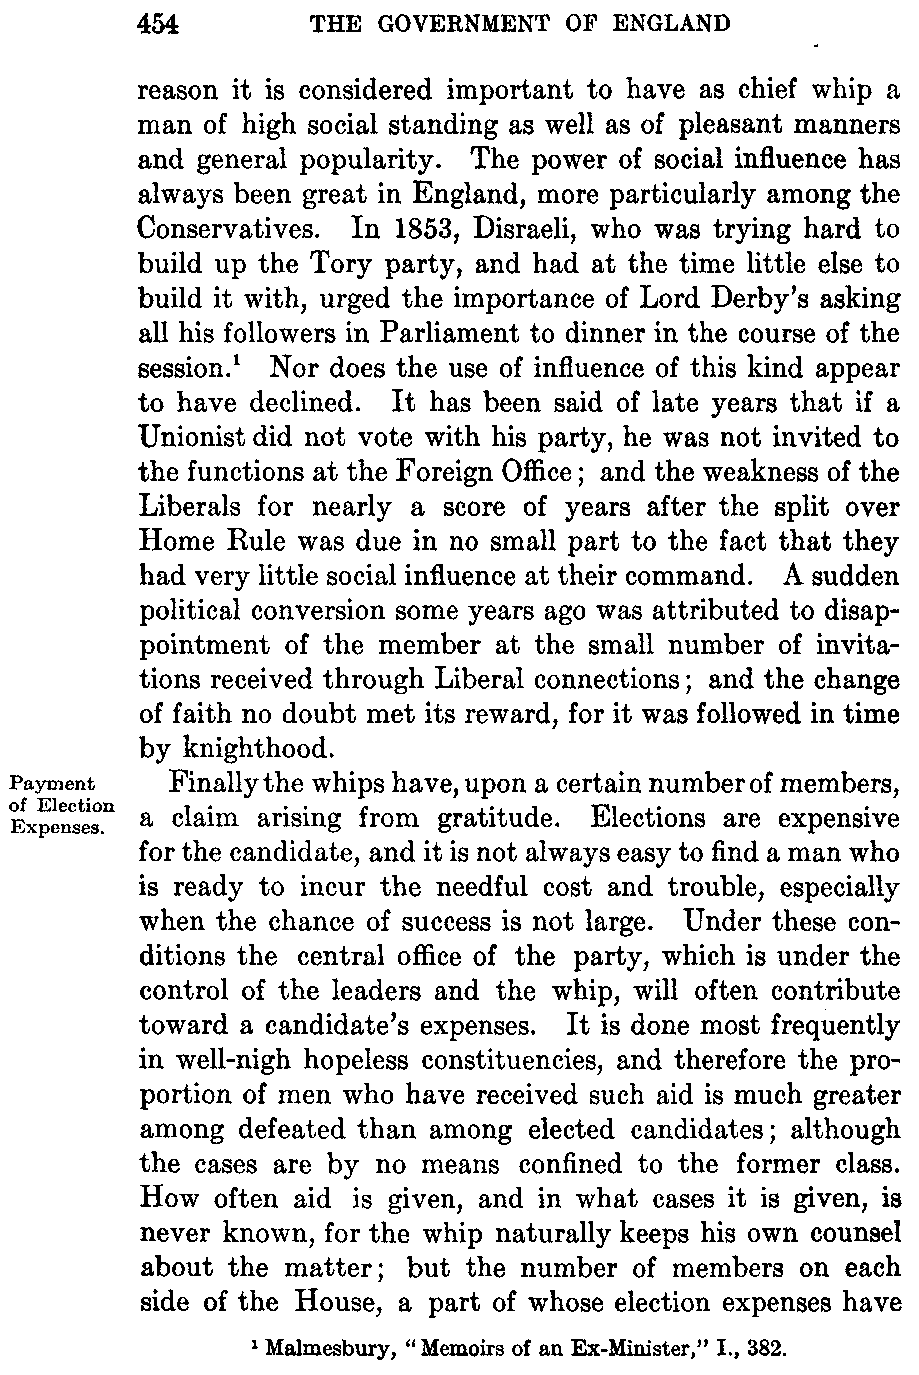 454 THE GOVERNMENT OF ENGLAND
reason it is considered important to have as chief whip a
man of high social standing as well as of pleasant manners
and general popularity. The power of social influence has
always been great in England, more particularly among the
Conservatives. In 1853, Disraeli, who was trying hard to
build up the Tory party, and had at the time little else to
build it with, urged the importance of Lord Derby's asking
all his followers in Parliament to dinner in the course of the
session.¹ Nor does the use of influence of this kind appear
to have declined. It has been said of late years that if a
Unionist did not vote with his party, he was not invited to
the functions at the Foreign Office; and the weakness of the
Liberals for nearly a score of years after the split over
Home Rule was due in no small part to the fact that they
had very little social influence at their command. A sudden
political conversion some years ago was attributed to disap-
pointment of the member at the small number of invita-
tions received through Liberal connections; and the change
of faith no doubt met its reward, for it was followed in time
by knighthood.
Payment
of Election
Expenses.
Finally the whips have, upon a certain number of members,
a claim arising from gratitude. Elections are expensive
for the candidate, and it is not always easy to find a man who
is ready to incur the needful cost and trouble, especially
when the chance of success is not large. Under these con-
ditions the central office of the party, which is under the
control of the leaders and the whip, will often contribute
toward a candidate's expenses. It is done most frequently
in well-nigh hopeless constituencies, and therefore the pro-
portion of men who have received such aid is much greater
among defeated than among elected candidates; although
the cases are by no means confined to the former class.
How often aid is given, and in what cases it is given, is
never known, for the whip naturally keeps his own counsel
about the matter; but the number of members on each
side of the House, a part of whose election expenses have
¹ Malmesbury, "Memoirs of an Ex-Minister," I., 382.